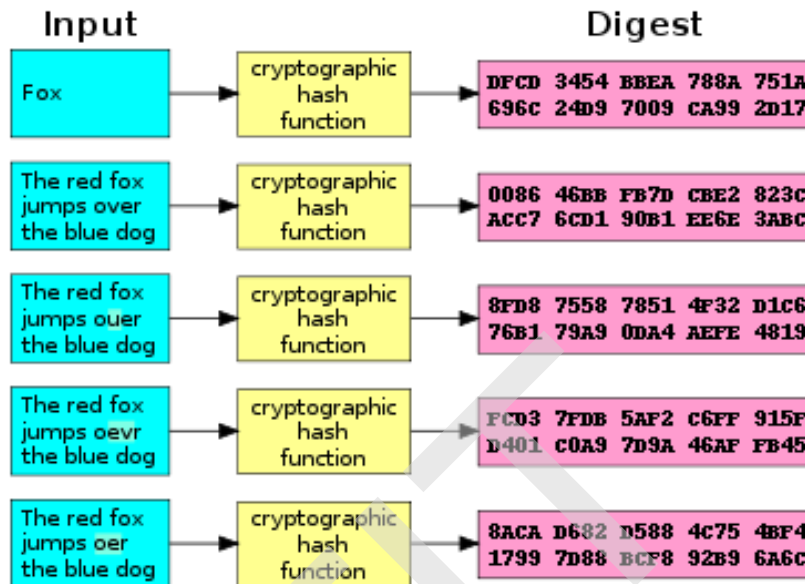 Input
Digest
Fox
cryptographic
hash
function
DFCD 3454 BBEA 788A 751A
696C 24D9 7009 CA99 2D17
The red fox
jumps over
the blue dog
cryptographic
hash
function
0086 46BB FB7D CBE2 823C
ACC7 6CD1 90B1 EE6E 3ABC
The red fox
jumps ouer
the blue dog
cryptographic
hash
function
8FD8 7558 7851 4F32 D1C6
76B1 79A9 0DA4 AEFE 4819
The red fox
jumps oevr
the blue dog
cryptographic
hash
function
FCD3 7FDB 5AF2 C6FF 915F
D401 C0A9 7D9A 46AF FB45
The red fox
jumps oer
the blue dog
cryptographic
hash
function
8ACA D682 D588 4C75 4BF4
1799 7D88 BCF8 92B9 6A6C